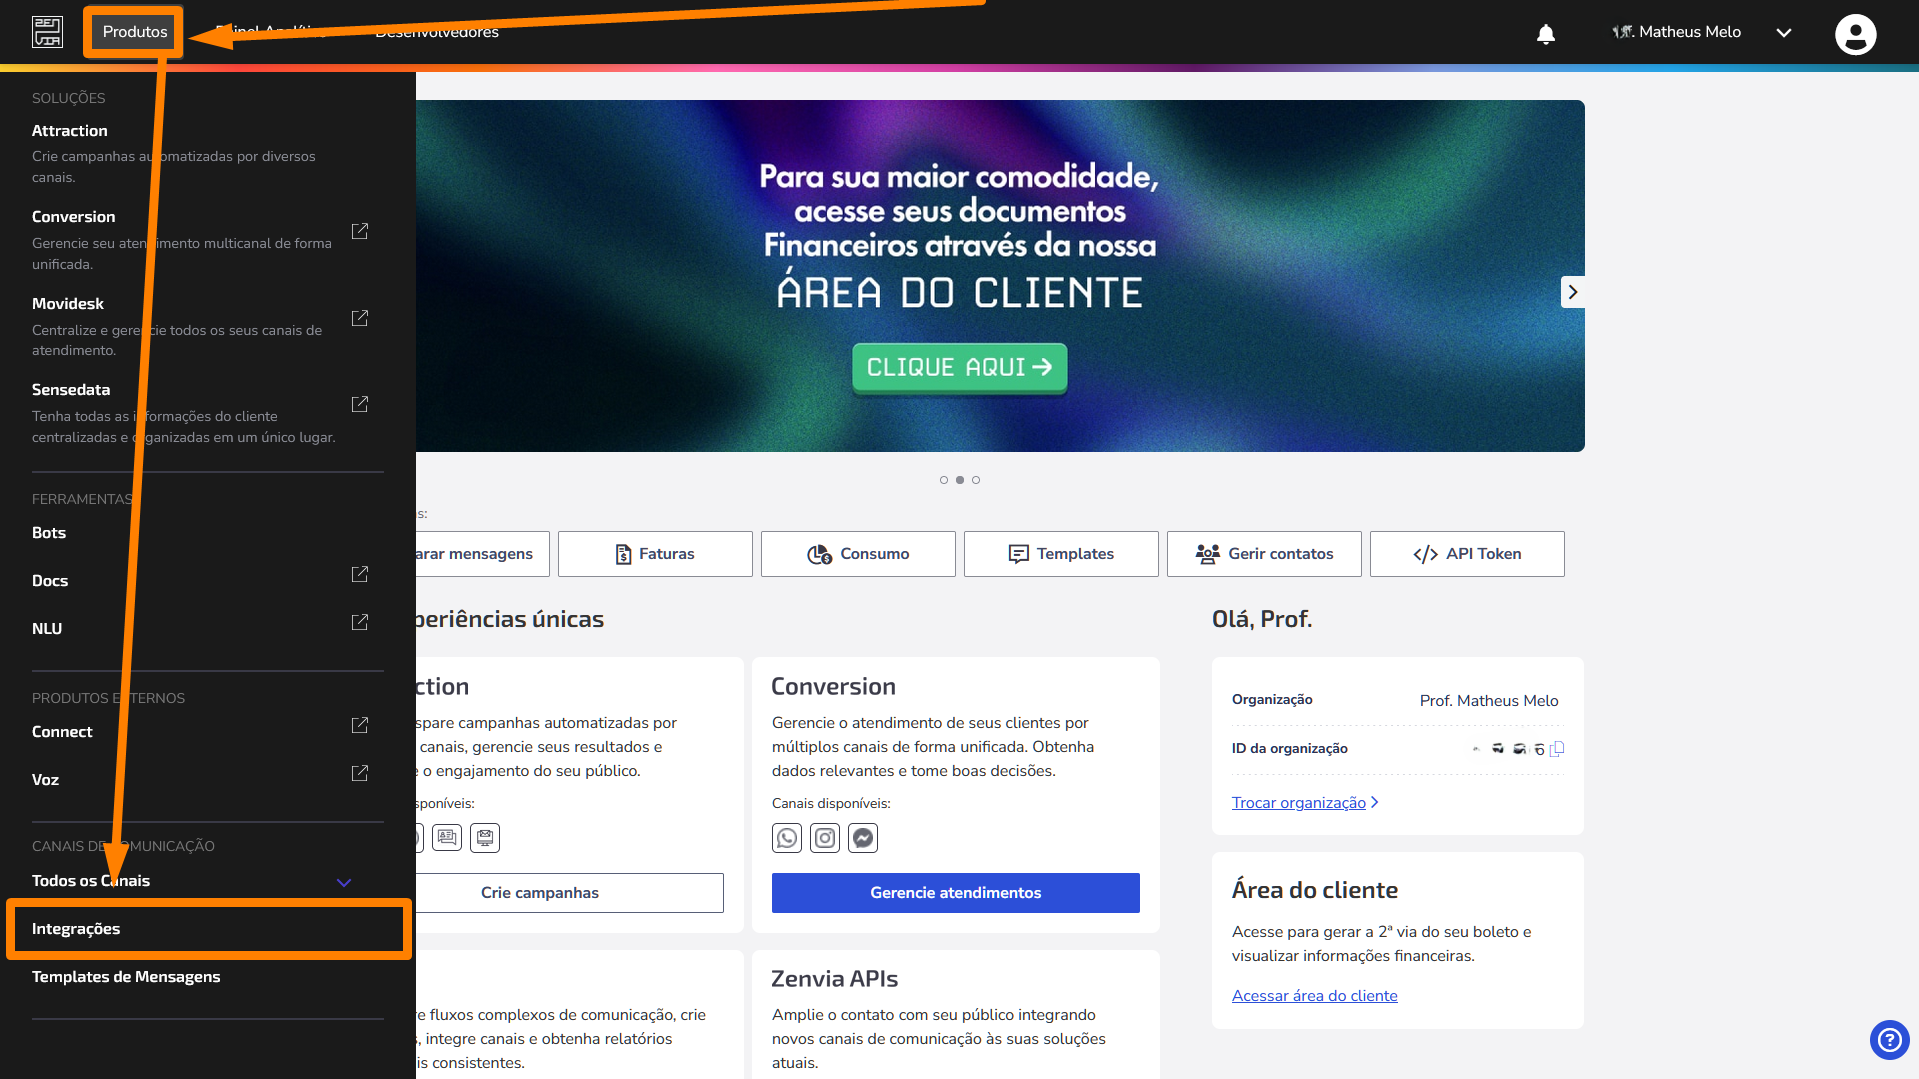 ZENVIA
Produtos
Desenvolvedores
Matheus Melo
SOLUÇÕES
Attraction
Crie campanhas automatizadas por diversos
canais.
Conversion
Gerencie seu atendimento multicanal de forma
unificada.
Movidesk
Centralize e gerencie todos os seus canais de
atendimento.
Sensedata
Tenha todas as informações do cliente
centralizadas e organizadas em um único lugar.
FERRAMENTAS
Bots
Docs
NLU
PRODUTOS EXTERNOS
Connect
Voz
CANAIS DE COMUNICAÇÃO
Todos os Canais
Integrações
Templates de Mensagens
Para sua maior comodidade,
acesse seus documentos
Financeiros através da nossa
ÁREA DO CLIENTE
CLIQUE AQUI
s:
arar mensagens
Faturas
Consumo
Templates
Gerir contatos
API Token
periências únicas
ction
spare campanhas automatizadas por
canais, gerencie seus resultados e
e o engajamento do seu público.
sponíveis:
Crie campanhas
Conversion
Gerencie o atendimento de seus clientes por
múltiplos canais de forma unificada. Obtenha
dados relevantes e tome boas decisões.
Canais disponíveis:
Gerencie atendimentos
re fluxos complexos de comunicação, crie
s, integre canais e obtenha relatórios
is consistentes.
Zenvia APIs
Amplie o contato com seu público integrando
novos canais de comunicação às suas soluções
atuais.
Olá, Prof.
Organização
Prof. Matheus Melo
ID da organização
Trocar organização
Área do cliente
Acesse para gerar a 2ª via do seu boleto e
visualizar informações financeiras.
Acessar área do cliente